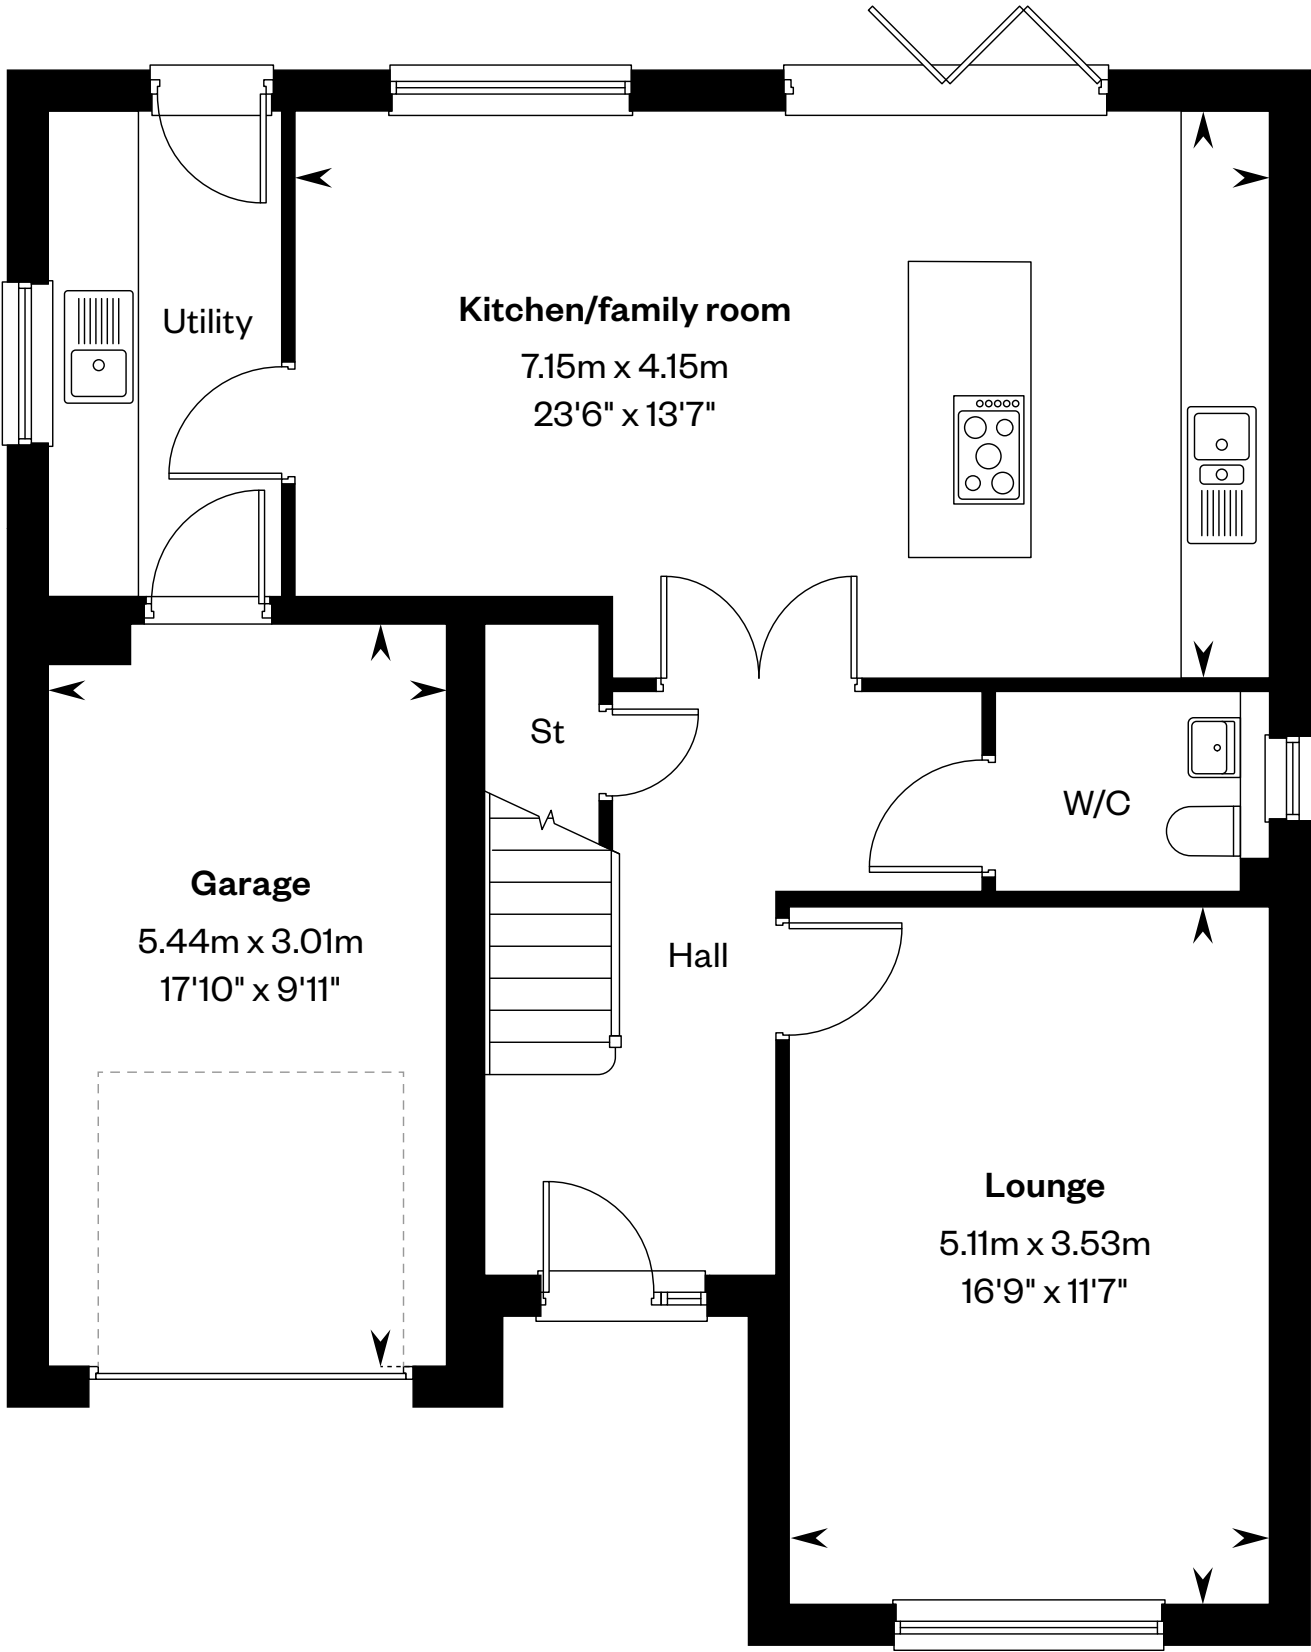 Utility
Kitchen/family room
7.15m x 4.15m
23'6" x 13'7"
St
W/C
Garage
5.44m x 3.01m
17'10" x 9'11"
Hall
Lounge
5.11m x 3.53m
16'9" x 11'7"